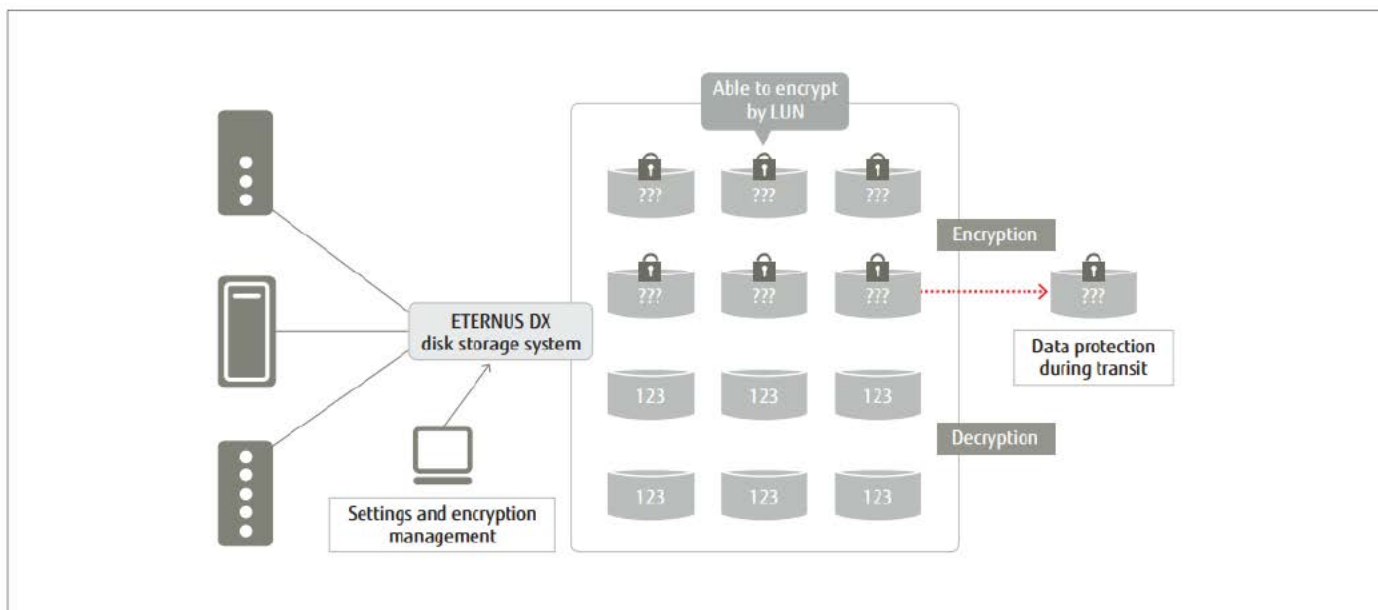 Able to encrypt
by LUN
??? ??? ???
Encryption
??? ??? ??? ???
ETERNUS DX
disk storage system
Data protection
during transit
123 123 123
Decryption
123 123 123
Settings and encryption
management